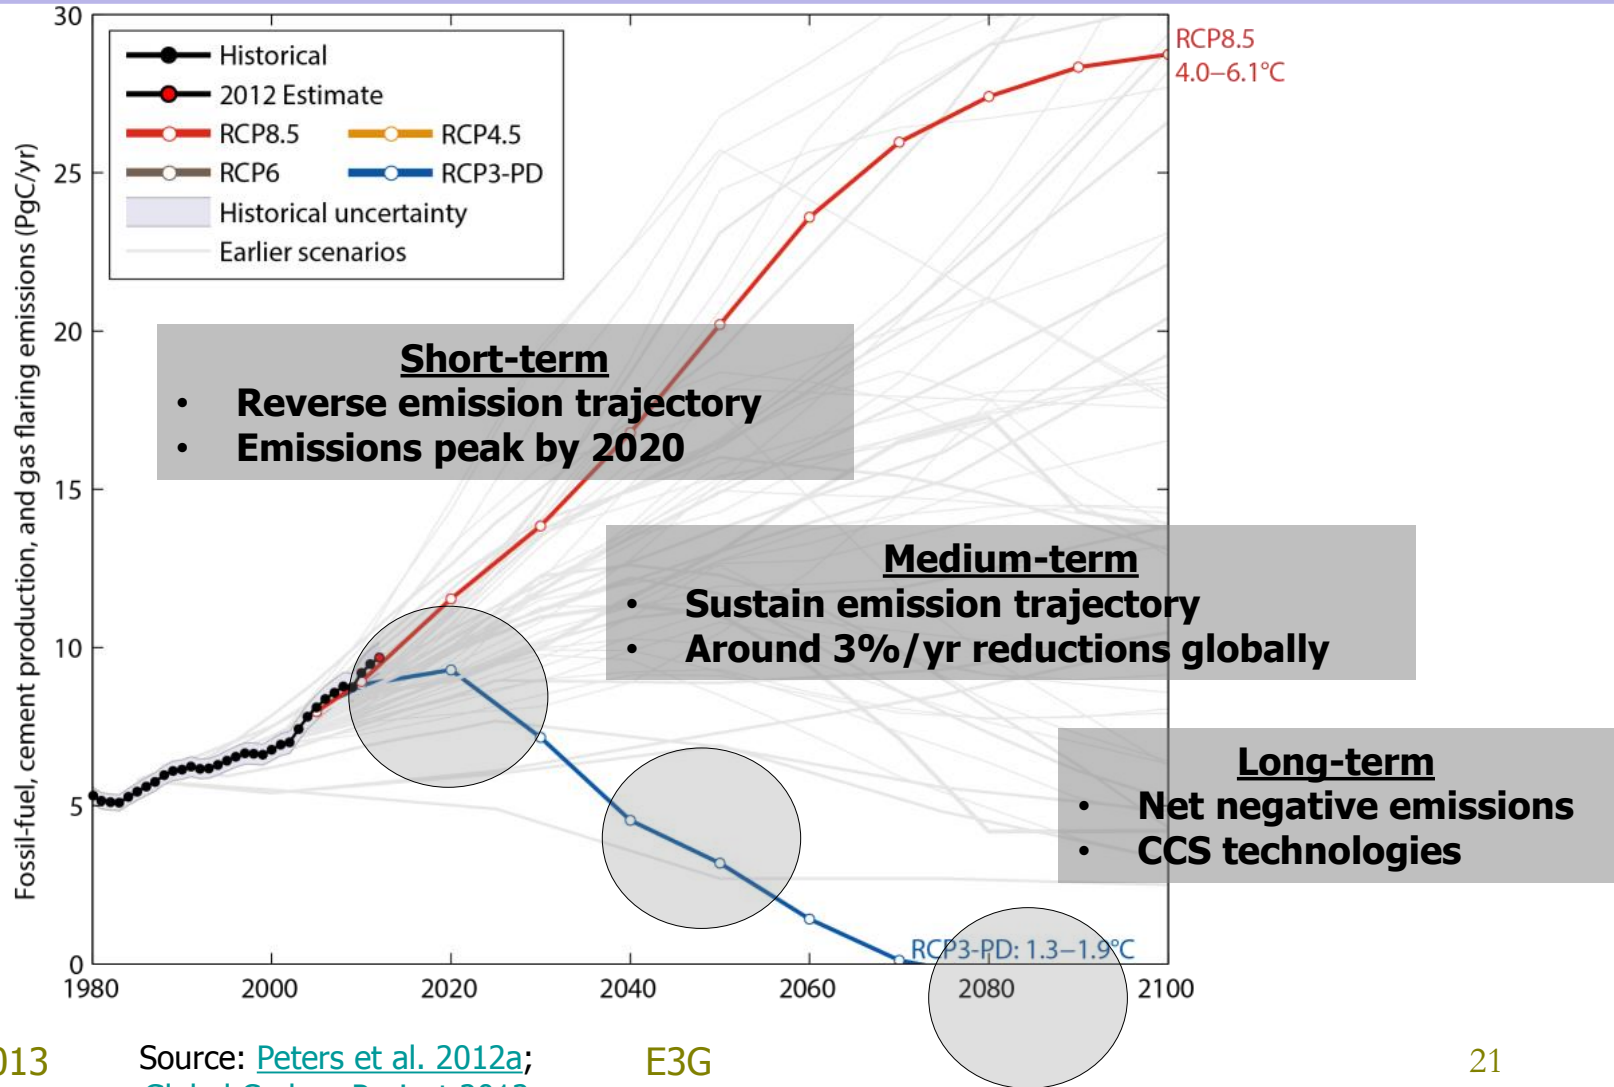 30
25
20
15
10
5
0
Fossil-fuel, cement production, and gas flaring emissions (PgC/yr)
Historical
2012 Estimate
RCP8.5
RCP4.5
RCP6
RCP3-PD
Historical uncertainty
Earlier scenarios
RCP8.5
4.0–6.1°C
Short-term
• Reverse emission trajectory
• Emissions peak by 2020
Medium-term
• Sustain emission trajectory
• Around 3%/yr reductions globally
Long-term
• Net negative emissions
• CCS technologies
RCP3-PD: 1.3–1.9°C
1980 2000 2020 2040 2060 2080 2100
013
Source: Peters et al. 2012a;
E3G
21